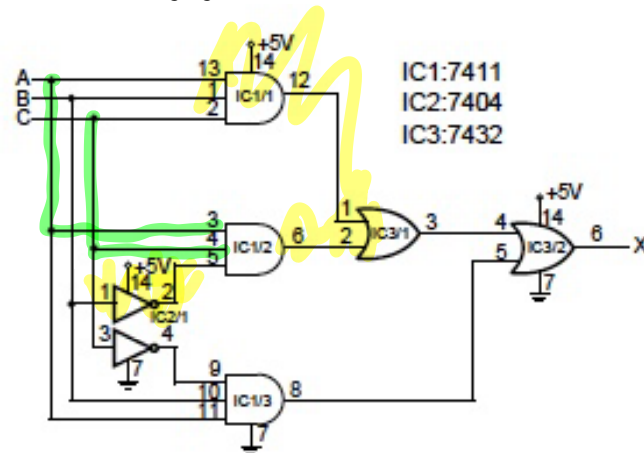 +5V
A 13 14 12 IC1:7411
B 1 IC1/1 IC2:7404
C 2 IC3:7432
+5V
3 1 3 4 14 6 X
4 IC1/2 6 2 IC3/1 5 IC3/2
5
+5V 7
14
1 2
IC2/1
3 4
7 9
10 IC1/3 8
11
7